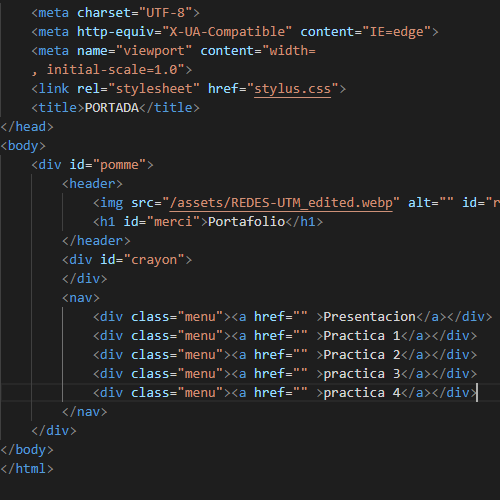 <meta charset="UTF-8">
<meta http-equiv="X-UA-Compatible" content="IE=edge">
<meta name="viewport" content="width=
, initial-scale=1.0">
<link rel="stylesheet" href="stylus.css">
<title>PORTADA</title>
</head>
<body>
<div id="pomme">
<header>
<img src="/assets/REDES-UTM_edited.webp" alt="" id="r
<h1 id="merci">Portafolio</h1>
</header>
<div id="crayon">
</div>
<nav>
<div class="menu"><a href="" >Presentacion</a></div>
<div class="menu"><a href="" >Practica 1</a></div>
<div class="menu"><a href="" >Practica 2</a></div>
<div class="menu"><a href="" >practica 3</a></div>
<div class="menu"><a href="" >practica 4</a></div>
</nav>
</div>
</body>
</html>